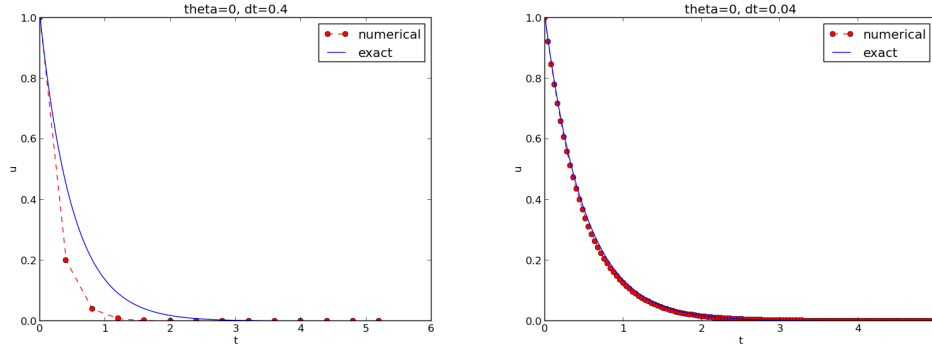 theta=0, dt=0.4
1.0
0.8
0.6
0.4
0.2
0.0
u
0 1 2 3 4 5 6
t
numerical
exact
theta=0, dt=0.04
1.0
0.8
0.6
0.4
0.2
0.0
u
0 1 2 3 4
t
numerical
exact